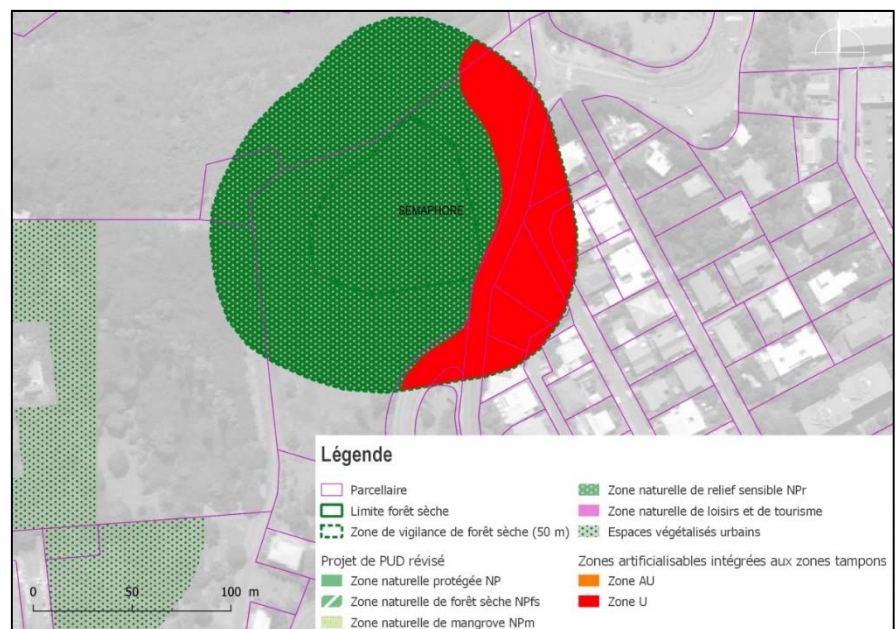 SEMAPHORE
Légende
Parcellaire
Limite forêt sèche
Zone de vigilance de forêt sèche (50 m)
Projet de PUD révisé
Zone naturelle protégée NP
Zone naturelle de forêt sèche NPfs
Zone naturelle de mangrove NPm
Zone naturelle de relief sensible NPr
Zone naturelle de loisirs et de tourisme
Espaces végétalisés urbains
Zones artificialisables intégrées aux zones tampons
Zone AU
Zone U
0 50 100 m